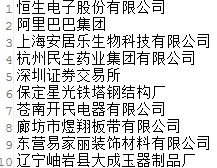 1 恒生电子股份有限公司
2 阿里巴巴集团
3 上海安居乐生物科技有限公司
4 杭州民生药业集团有限公司
5 深圳证券交易所
6 保定星光铁塔钢结构厂
7 苍南开民电器有限公司
8 廊坊市煜翔板带有限公司
9 东营易家丽装饰材料有限公司
10 辽宁岫岩县大成玉器制品厂